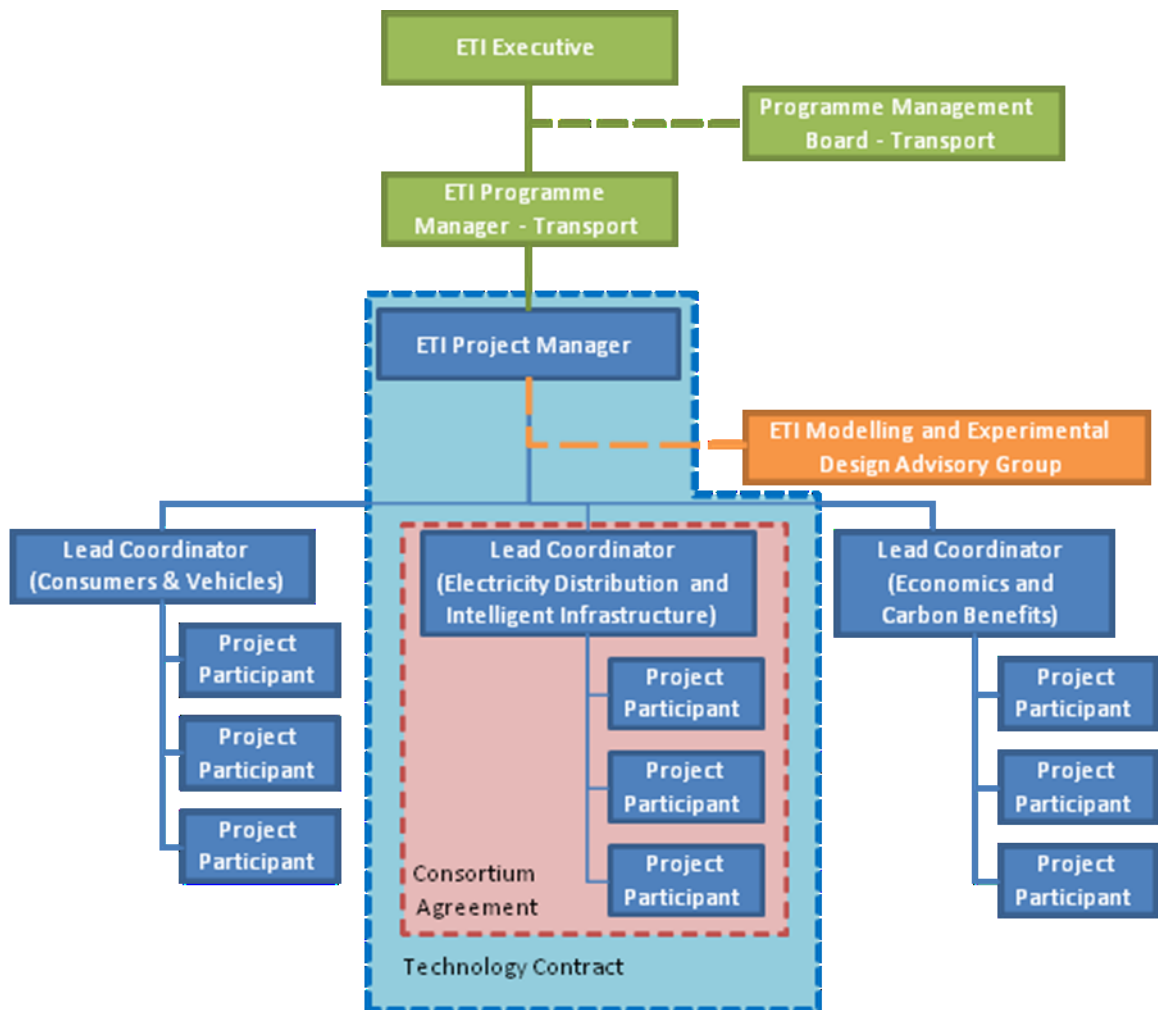 ETI Executive
Programme Management
Board - Transport
ETI Programme
Manager - Transport
ETI Project Manager
ETI Modelling and Experimental
Design Advisory Group
Lead Coordinator
(Consumers & Vehicles)
Project
Participant
Project
Participant
Project
Participant
Lead Coordinator
(Electricity Distribution and
Intelligent Infrastructure)
Project
Participant
Project
Participant
Project
Participant
Consortium
Agreement
Technology Contract
Lead Coordinator
(Economics and
Carbon Benefits)
Project
Participant
Project
Participant
Project
Participant